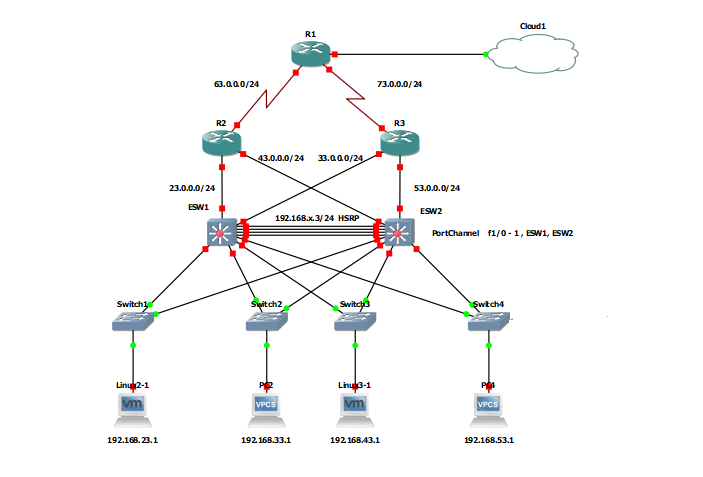 Cloud1
R1
63.0.0.0/24
73.0.0.0/24
R2
R3
43.0.0.0/24
33.0.0.0/24
23.0.0.0/24
53.0.0.0/24
ESW1
ESW2
192.168.x.3/24 HSRP
PortChannel f1/0 - 1 , ESW1, ESW2
Switch1
Switch2
Switch3
Switch4
Linux2-1
PC2
Linux3-1
PC4
vm
VPCS
vm
VPCS
192.168.23.1
192.168.33.1
192.168.43.1
192.168.53.1